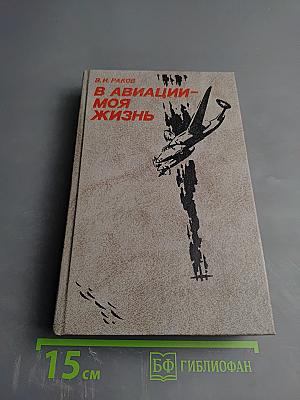 В. И. РАКОВ
В АВИАЦИИ–
МОЯ
ЖИЗНЬ
15 см
БФ ГИБЛИОФАН